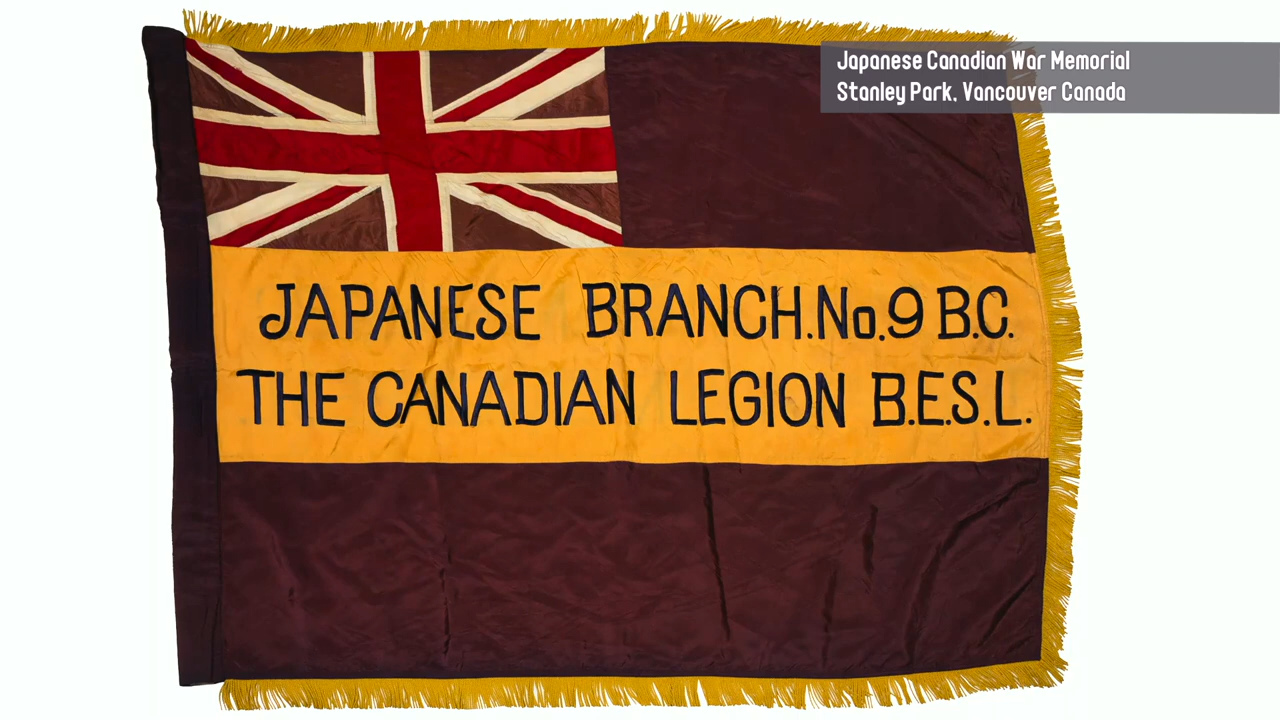 Japanese Canadian War Memorial
Stanley Park, Vancouver Canada
JAPANESE BRANCH.No.9 B.C.
THE CANADIAN LEGION B.E.S.L.